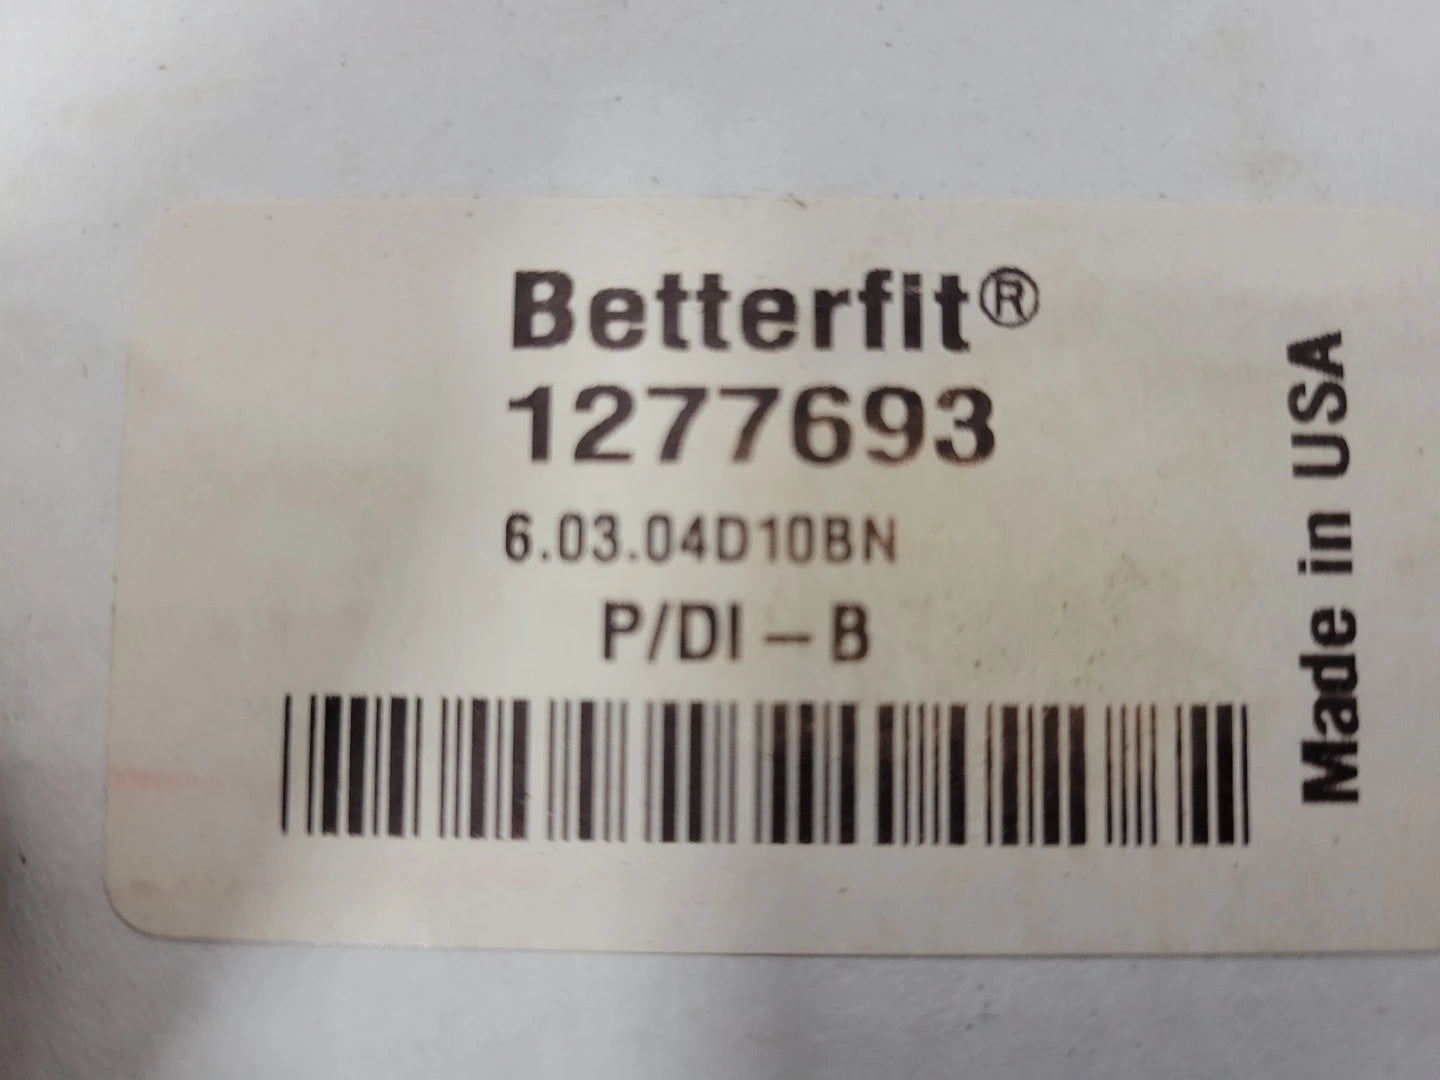 Betterfit®
1277693
6.03.04D10BN
P/DI – B
Made in USA